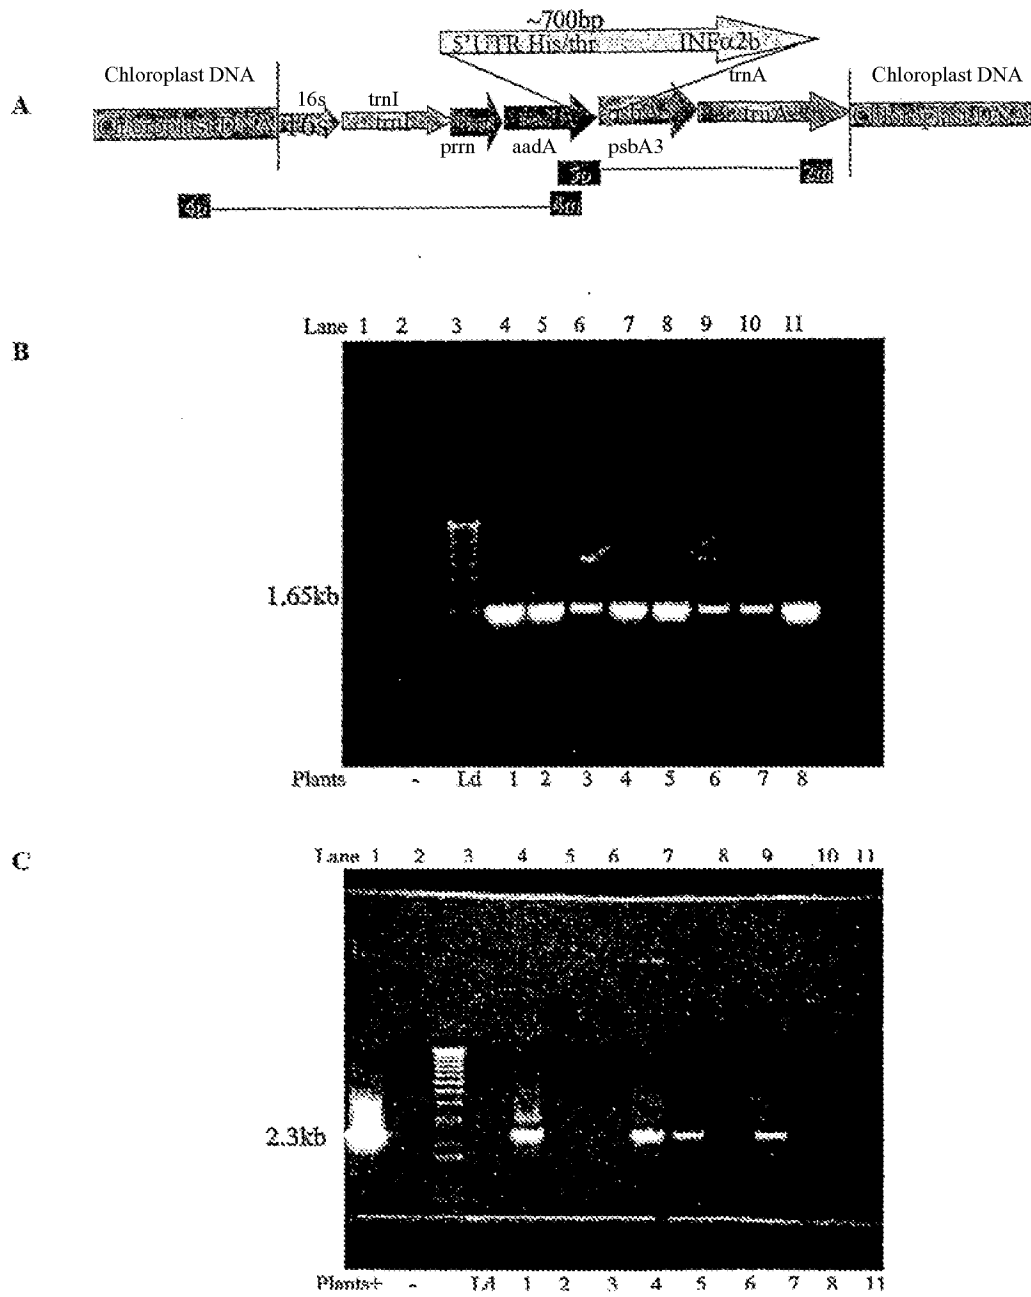 ~700bp
5'UTR His/thr INFα2b
Chloroplast DNA 16s trnI trnA Chloroplast DNA
A
prrn aadA psbA3
3p 2m
4p
Lane 1 2 3 4 5 6 7 8 9 10 11
B
1.65kb
Plants - Ld 1 2 3 4 5 6 7 8
C
Lane 1 2 3 4 5 6 7 8 9 10 11
2.3kb
Plants+ - Ld 1 2 3 4 5 6 7 8 11